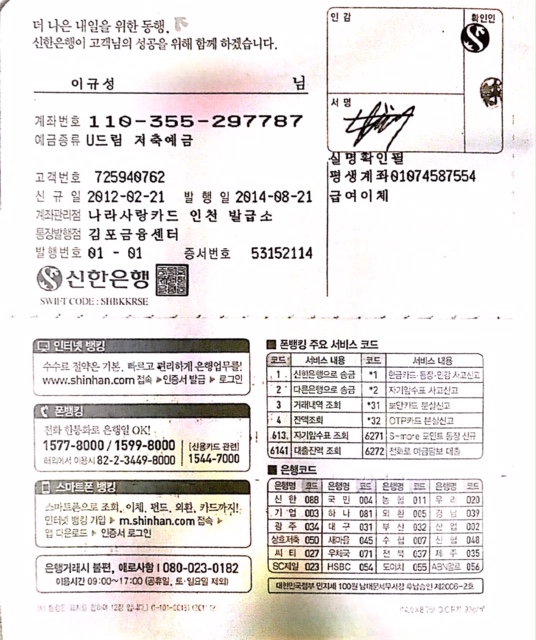 더 나은 내일을 위한 동행,
신한은행이 고객님의 성공을 위해 함께 하겠습니다.
이규성 님
계좌번호 110-355-297787
예금종류 U드림 저축예금
고객번호 725940762
신규일 2012-02-21 발행일 2014-08-21
계좌관리점 나라사랑카드 인천 발급소
통장발행점 김포금융센터
발행번호 01 - 01 증서번호 53152114
신한은행
SWIFT CODE : SHBKKRSE
인감 확인인
서명
실명확인필
평생계좌01074587554
급여이체
인터넷 뱅킹
수수료 절약은 기본, 빠르고 편리하게 은행업무를!
www.shinhan.com 접속 ▶ 인증서 발급 ▶ 로그인
폰뱅킹
전화 한통화로 은행일 OK!
1577-8000 / 1599-8000 [신용카드 관련]
해외에서 이용시 82-2-3449-8000 1544-7000
스마트폰 뱅킹
스마트폰으로 조회, 이체, 펀드, 외환, 카드까지!
인터넷 뱅킹 가입 ▶ m.shinhan.com 접속 ▶
앱 다운로드 ▶ 인증서 로그인
은행거래시 불편, 애로사항 | 080-023-0182
이용시간 09:00~17:00 (공휴일, 토·일요일 제외)
■ 폰뱅킹 주요 서비스 코드
코드 서비스 내용 코드 서비스 내용
1 신한은행으로 송금 *1 현금카드·통장·인감 사고신고
2 다른은행으로 송금 *2 자기앞수표 사고신고
3 거래내역 조회 *31 보안카드 분실신고
4 잔액조회 *32 OTP카드 분실신고
613 자기앞수표 조회 6271 S-more 포인트 통장 신규
6141 대출잔액 조회 6272 전화로 예금담보 대출
■ 은행코드
은행명 코드 은행명 코드 은행명 코드 은행명 코드
신한 088 국민 004 농협 011 우리 020
기업 003 하나 081 외환 005 경남 039
광주 034 대구 031 부산 032 산업 002
상호저축 050 새마을 045 수협 007 신협 048
씨티 027 우체국 071 전북 037 제주 035
SC제일 023 HSBC 054 도이치 055 ABN암로 056
대한민국정부 인지세 100원 남대문세무서장 후납승인 제2006-2호